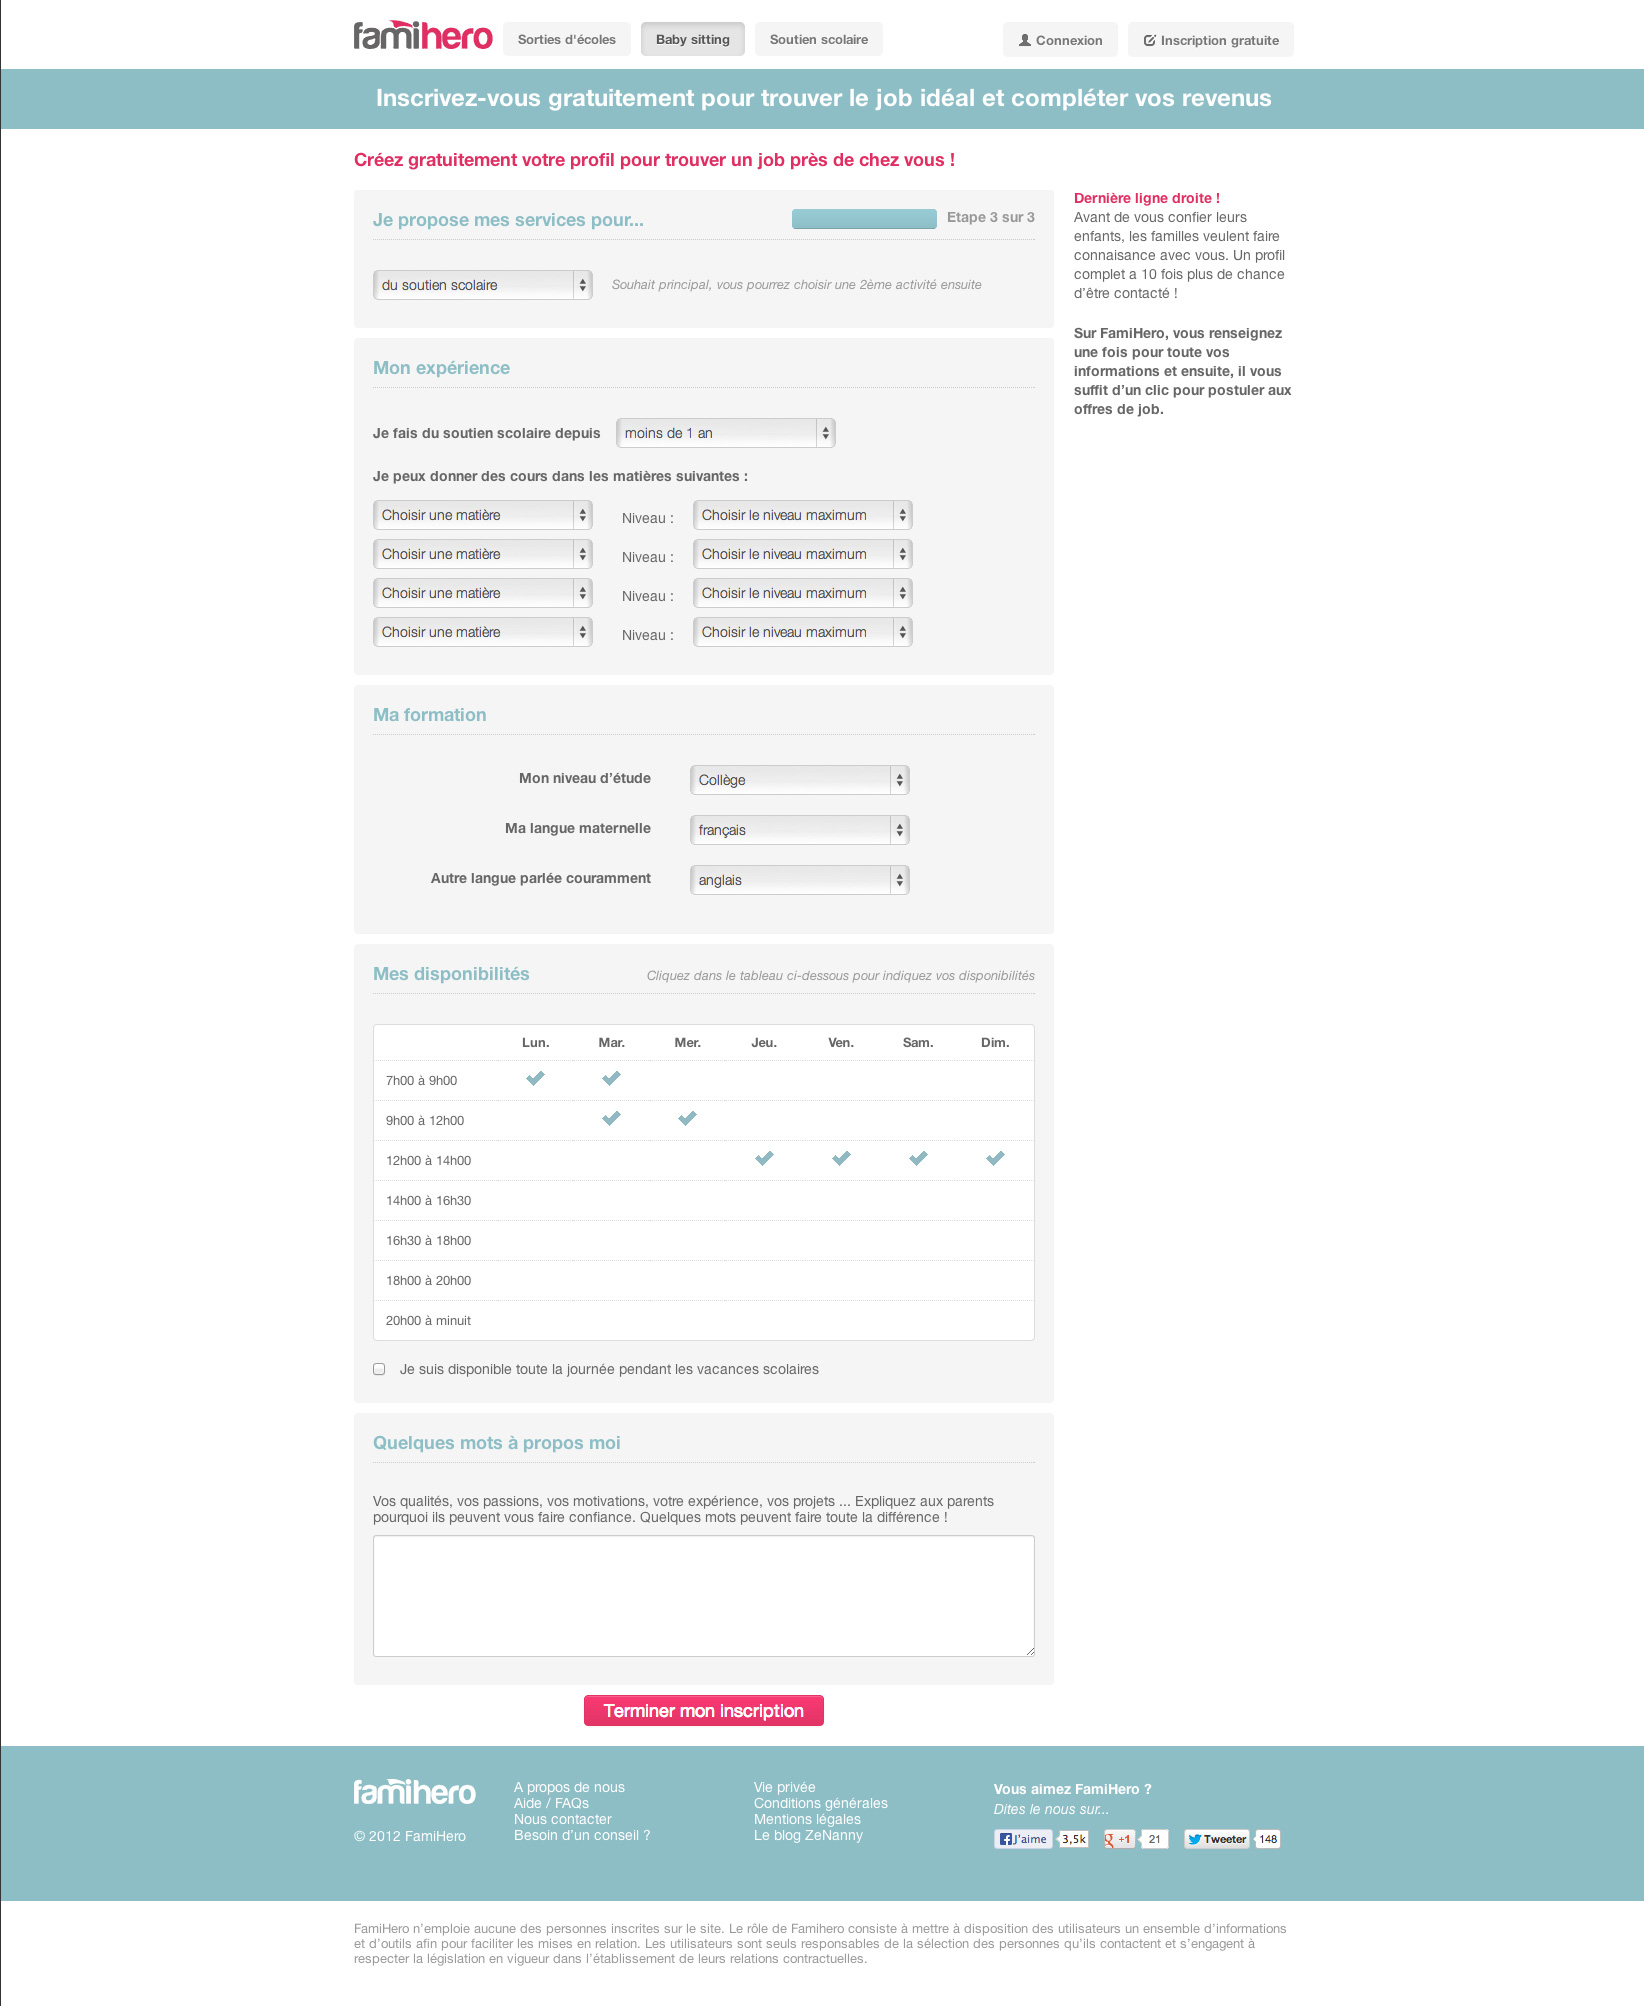 famihero
Sorties d'écoles
Baby sitting
Soutien scolaire
Connexion
Inscription gratuite
Inscrivez-vous gratuitement pour trouver le job idéal et compléter vos revenus
Créez gratuitement votre profil pour trouver un job près de chez vous !
Je propose mes services pour...
Etape 3 sur 3
du soutien scolaire
Souhait principal, vous pourrez choisir une 2ème activité ensuite
Dernière ligne droite !
Avant de vous confier leurs
enfants, les familles veulent faire
connaisance avec vous. Un profil
complet a 10 fois plus de chance
d'être contacté !
Sur FamiHero, vous renseignez
une fois pour toute vos
informations et ensuite, il vous
suffit d'un clic pour postuler aux
offres de job.
Mon expérience
Je fais du soutien scolaire depuis
moins de 1 an
Je peux donner des cours dans les matières suivantes :
Choisir une matière Niveau : Choisir le niveau maximum
Choisir une matière Niveau : Choisir le niveau maximum
Choisir une matière Niveau : Choisir le niveau maximum
Choisir une matière Niveau : Choisir le niveau maximum
Ma formation
Mon niveau d'étude Collège
Ma langue maternelle français
Autre langue parlée couramment anglais
Mes disponibilités
Cliquez dans le tableau ci-dessous pour indiquez vos disponibilités
Lun. Mar. Mer. Jeu. Ven. Sam. Dim.
7h00 à 9h00
9h00 à 12h00
12h00 à 14h00
14h00 à 16h30
16h30 à 18h00
18h00 à 20h00
20h00 à minuit
Je suis disponible toute la journée pendant les vacances scolaires
Quelques mots à propos moi
Vos qualités, vos passions, vos motivations, votre expérience, vos projets ... Expliquez aux parents
pourquoi ils peuvent vous faire confiance. Quelques mots peuvent faire toute la différence !
Terminer mon inscription
famihero
© 2012 FamiHero
A propos de nous
Aide / FAQs
Nous contacter
Besoin d'un conseil ?
Vie privée
Conditions générales
Mentions légales
Le blog ZeNanny
Vous aimez FamiHero ?
Dites le nous sur...
J'aime 3,5k
g +1 21
Tweeter 148
FamiHero n'emploie aucune des personnes inscrites sur le site. Le rôle de Famihero consiste à mettre à disposition des utilisateurs un ensemble d'informations
et d'outils afin pour faciliter les mises en relation. Les utilisateurs sont seuls responsables de la sélection des personnes qu'ils contactent et s'engagent à
respecter la législation en vigueur dans l'établissement de leurs relations contractuelles.